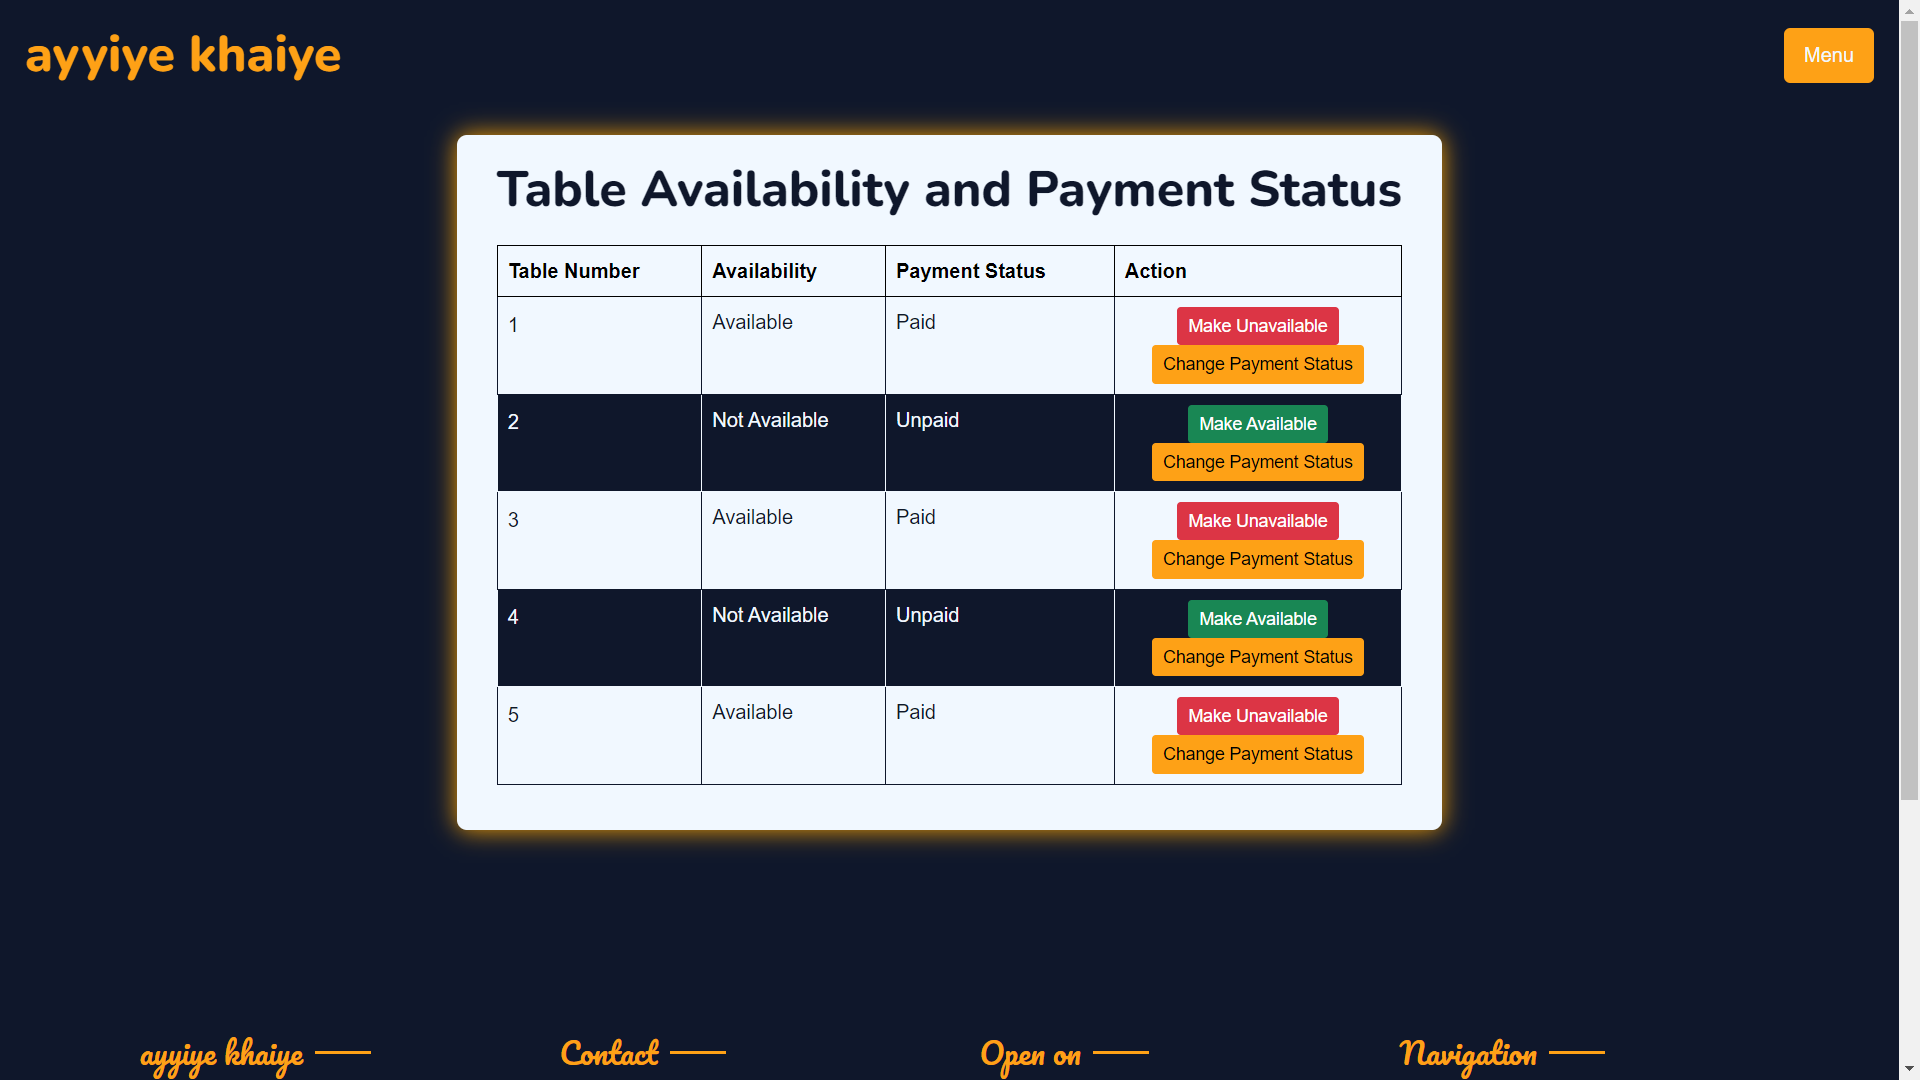 ayyiye khaiye
Menu
Table Availability and Payment Status
Table Number Availability Payment Status Action
1 Available Paid Make Unavailable
Change Payment Status
2 Not Available Unpaid Make Available
Change Payment Status
3 Available Paid Make Unavailable
Change Payment Status
4 Not Available Unpaid Make Available
Change Payment Status
5 Available Paid Make Unavailable
Change Payment Status
ayyiye khaiye Contact Open on Navigation